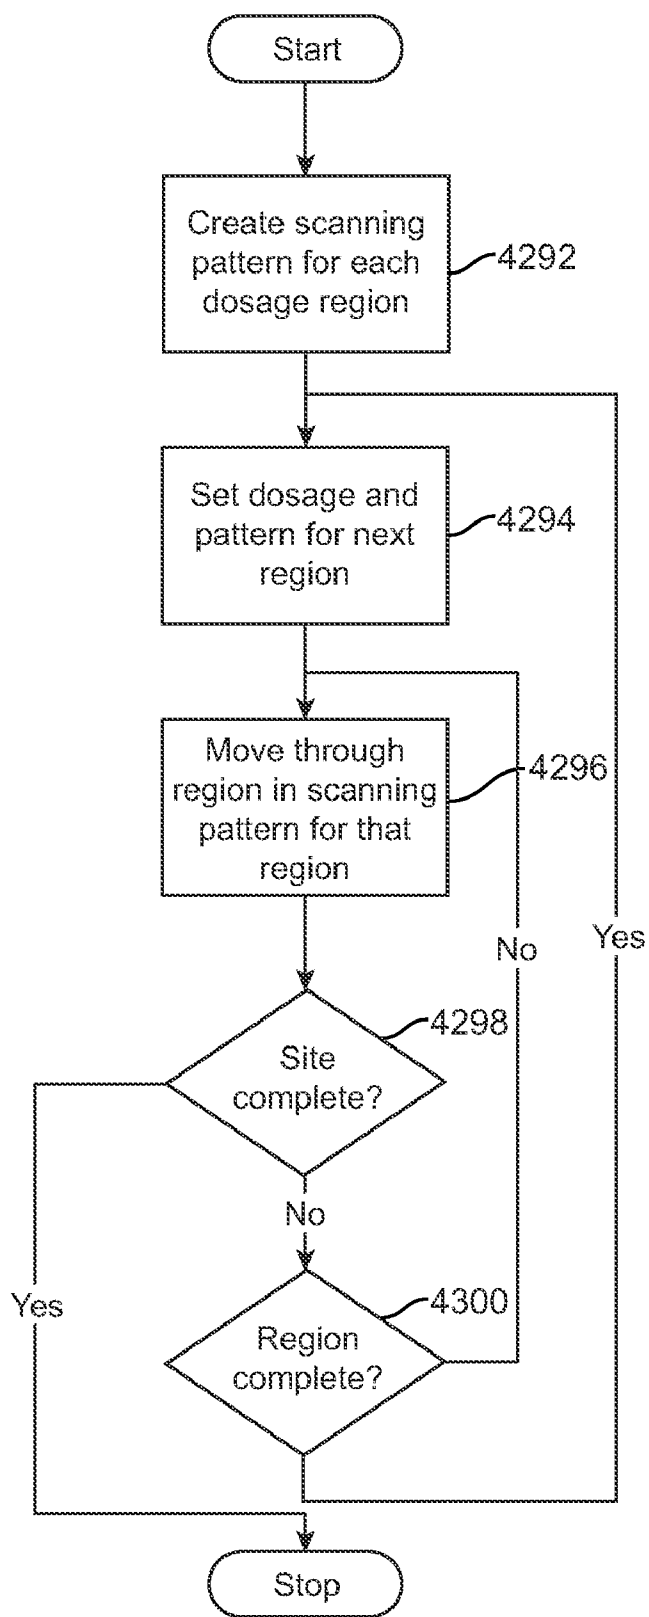 Start
Create scanning
pattern for each
dosage region
4292
Set dosage and
pattern for next
region
4294
Move through
region in scanning
pattern for that
region
4296
No
Yes
Site
complete?
4298
No
Yes
Region
complete?
4300
Stop